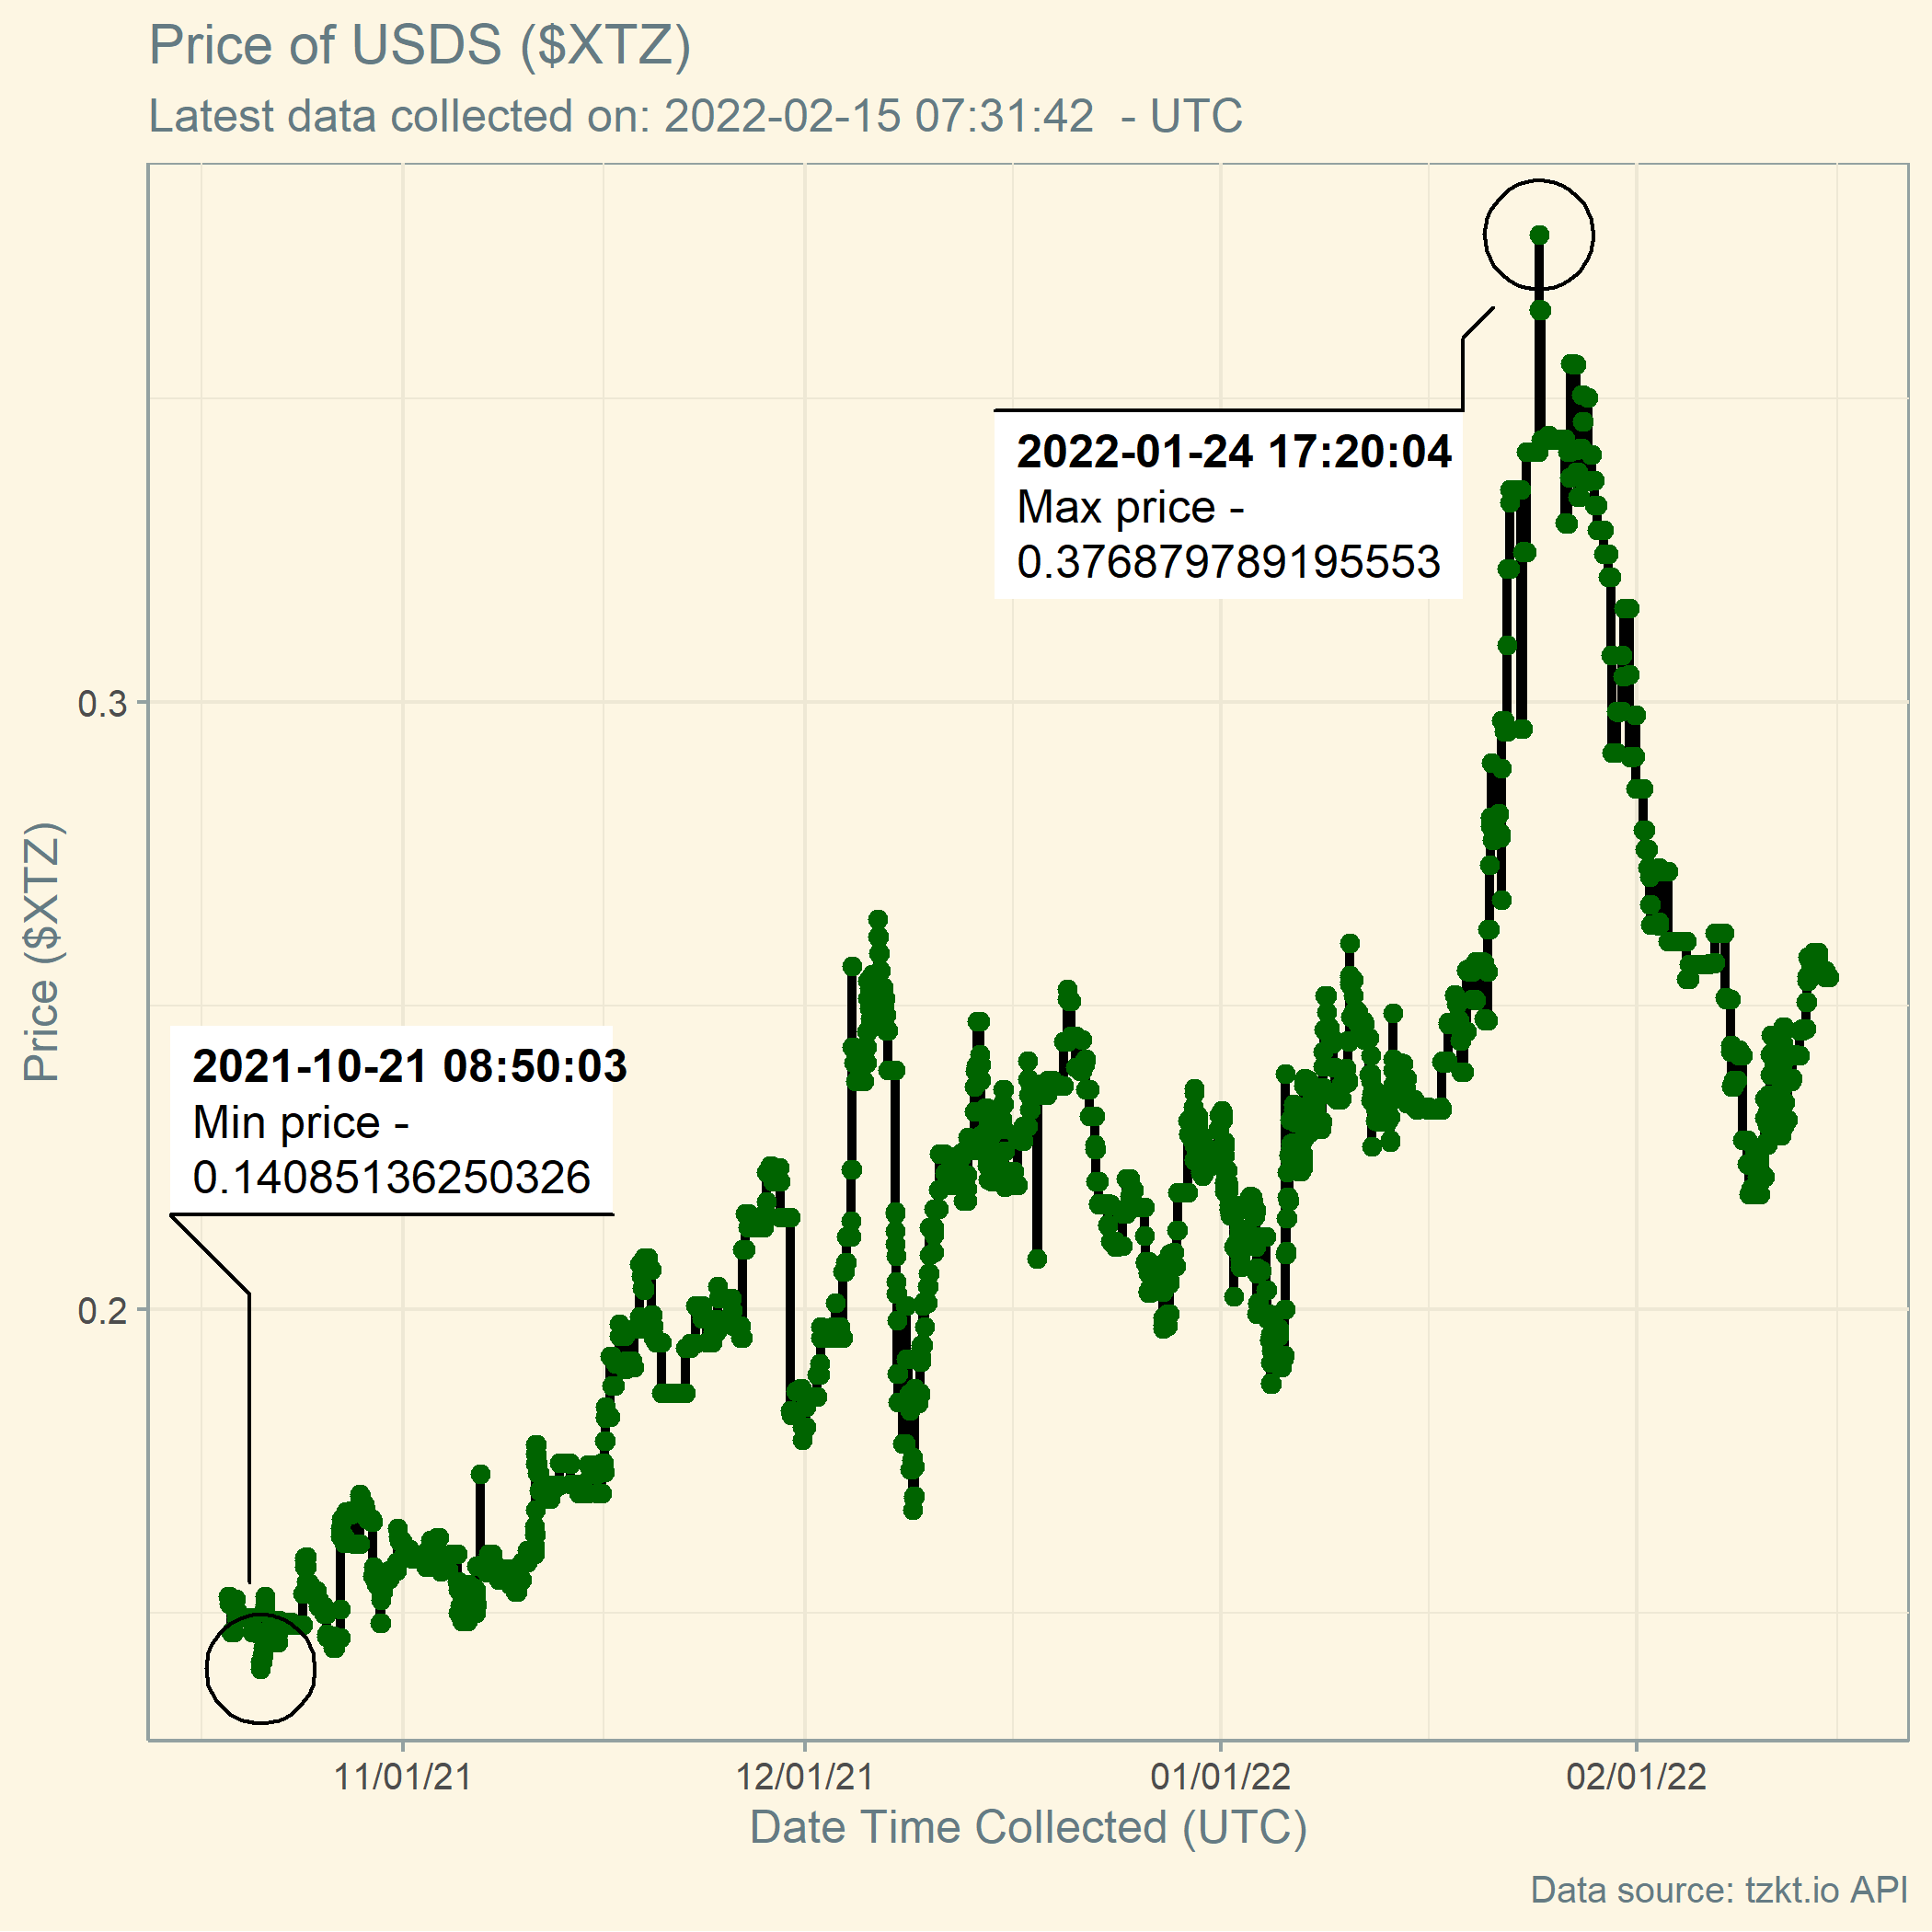 Price of USDS ($XTZ)
Latest data collected on: 2022-02-15 07:31:42  - UTC
2022-01-24 17:20:04
Max price -
0.376879789195553
0.3
Price ($XTZ)
2021-10-21 08:50:03
Min price -
0.14085136250326
0.2
11/01/21
12/01/21
01/01/22
02/01/22
Date Time Collected (UTC)
Data source: tzkt.io API